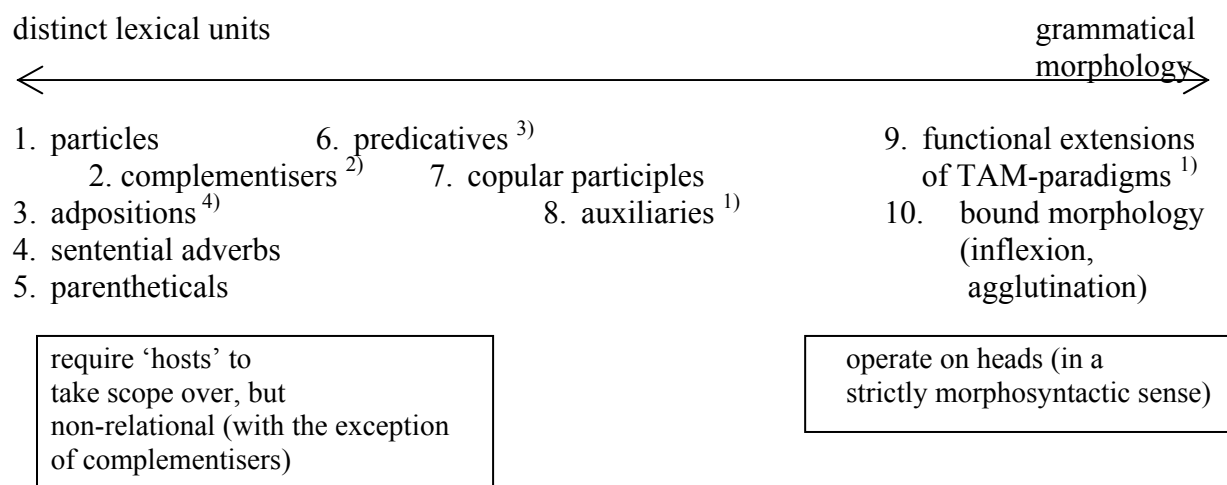 distinct lexical units grammatical
morphology
1. particles 6. predicatives 3) 9. functional extensions
2. complementisers 2) 7. copular participles of TAM-paradigms 1)
3. adpositions 4) 8. auxiliaries 1) 10. bound morphology
4. sentential adverbs (inflexion,
5. parentheticals agglutination)
require ‘hosts’ to
take scope over, but
non-relational (with the exception
of complementisers)
operate on heads (in a
strictly morphosyntactic sense)